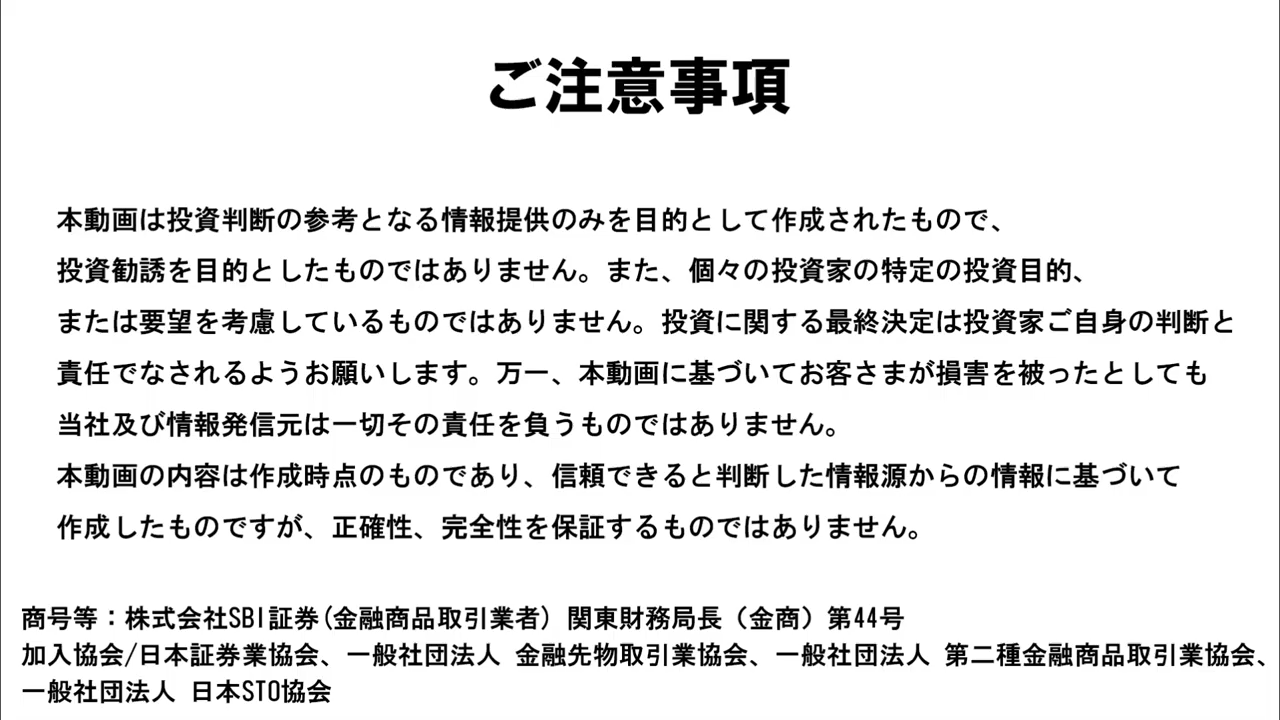 ご注意事項
本動画は投資判断の参考となる情報提供のみを目的として作成されたもので、
投資勧誘を目的としたものではありません。また、個々の投資家の特定の投資目的、
または要望を考慮しているものではありません。投資に関する最終決定は投資家ご自身の判断と
責任でなされるようお願いします。万一、本動画に基づいてお客さまが損害を被ったとしても
当社及び情報発信元は一切その責任を負うものではありません。
本動画の内容は作成時点のものであり、信頼できると判断した情報源からの情報に基づいて
作成したものですが、正確性、完全性を保証するものではありません。
商号等：株式会社SBI証券(金融商品取引業者) 関東財務局長（金商）第44号
加入協会/日本証券業協会、一般社団法人 金融先物取引業協会、一般社団法人 第二種金融商品取引業協会、
一般社団法人 日本STO協会